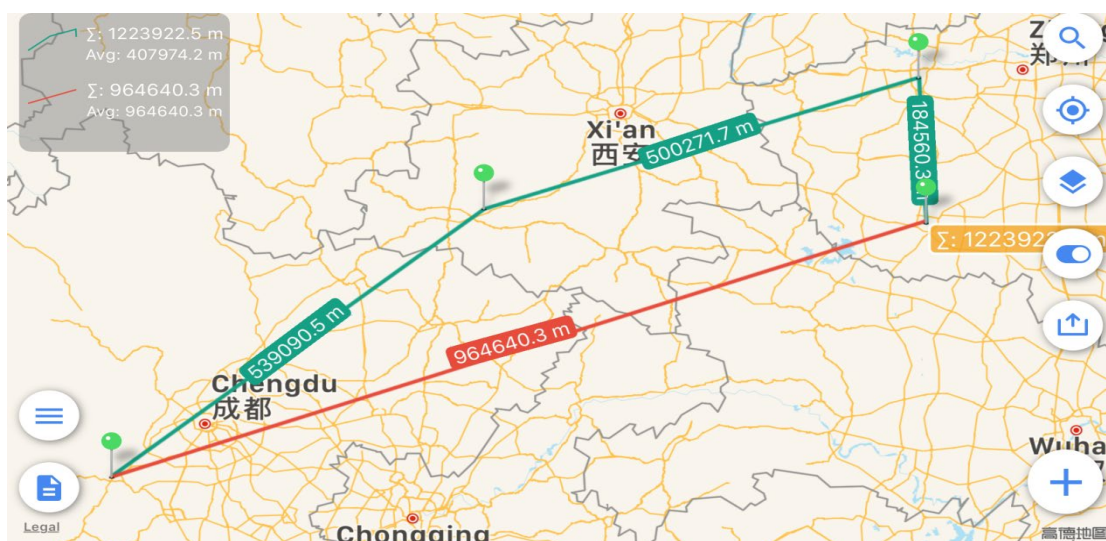 ∑: 1223922.5 m
Avg: 407974.2 m
∑: 964640.3 m
Avg: 964640.3 m
Xi'an
西安
500271.7 m
184560.3
∑: 122392
539090.5 m
964640.3 m
Chengdu
成都
Chongqing
Wuha
Legal
高德地图